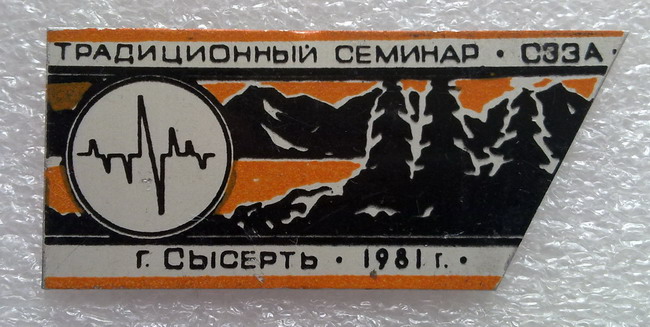 ТРАДИЦИОННЫЙ СЕМИНАР • СЗЗА •
г. СЫСЕРТЬ • 1981 г. •